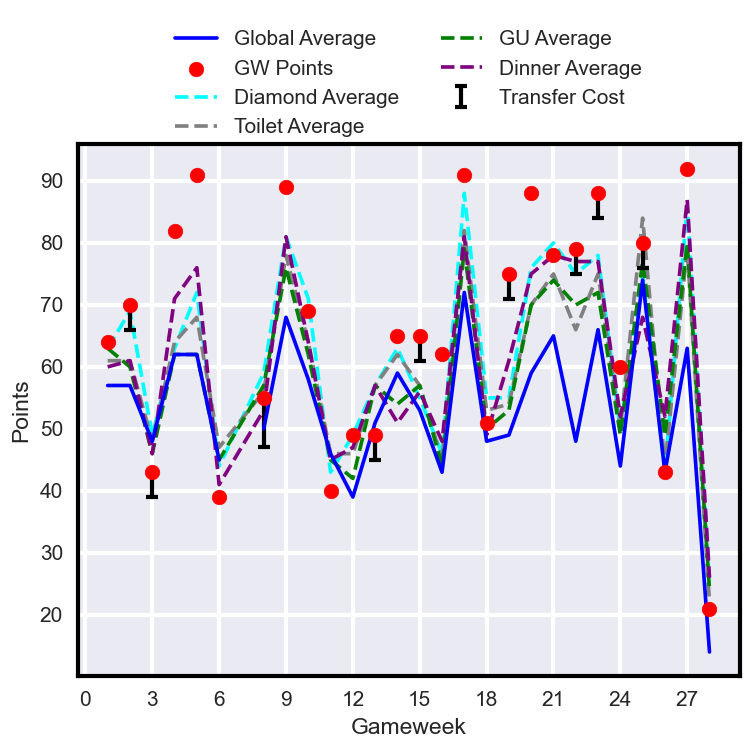 Global Average
GW Points
Diamond Average
Toilet Average
GU Average
Dinner Average
Transfer Cost
90
80
70
60
50
40
30
20
Points
0 3 6 9 12 15 18 21 24 27
Gameweek